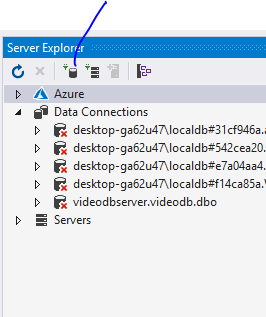 Server Explorer
Azure
Data Connections
desktop-ga62u47\localdb#31cf946a.
desktop-ga62u47\localdb#542cea20.
desktop-ga62u47\localdb#e7a04aa4.
desktop-ga62u47\localdb#f14ca85a.
videodbserver.videodb.dbo
Servers